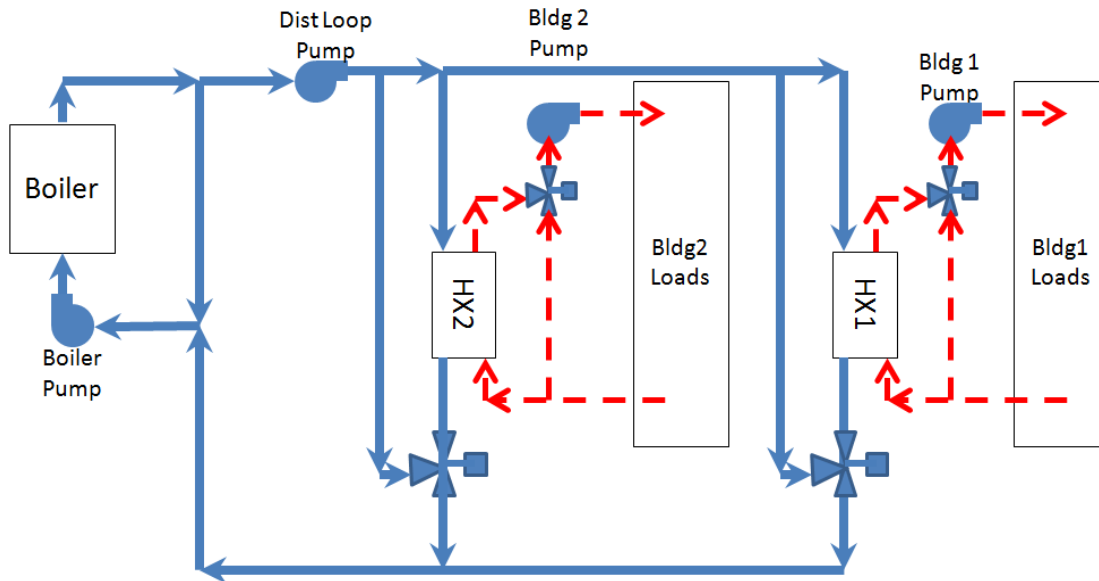 Dist Loop
Pump
Bldg 2
Pump
Bldg 1
Pump
Boiler
Boiler
Pump
HX2
Bldg2
Loads
HX1
Bldg1
Loads